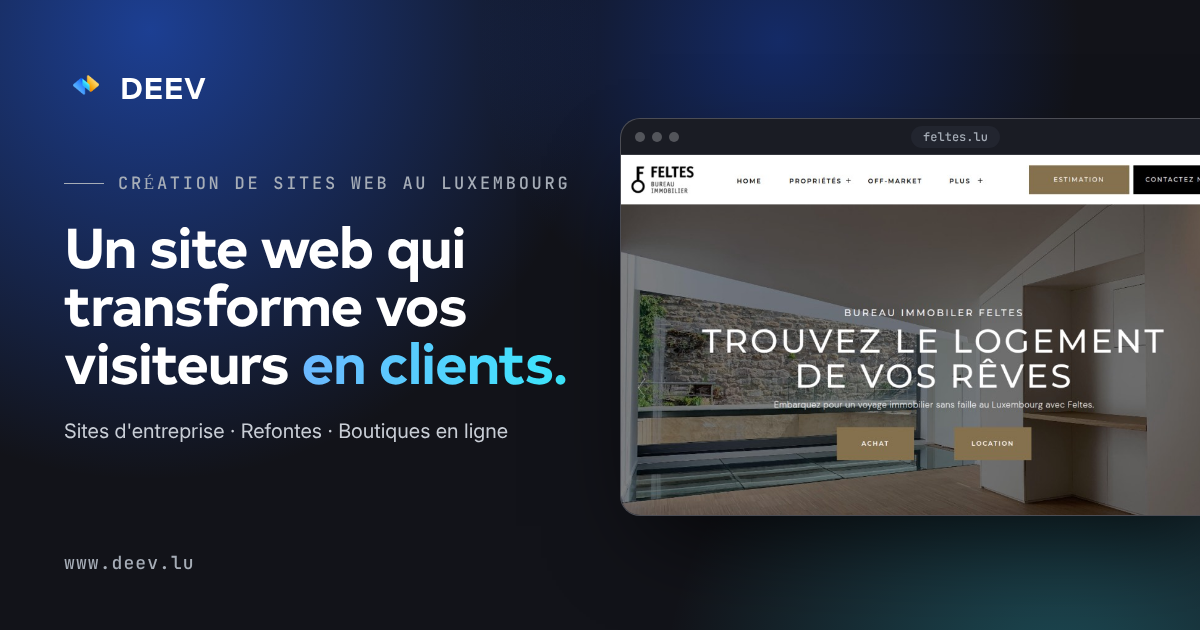 DEEV
CRÉATION DE SITES WEB AU LUXEMBOURG
Un site web qui
transforme vos
visiteurs en clients.
Sites d'entreprise · Refontes · Boutiques en ligne
www.deev.lu
feltes.lu
FELTES
BUREAU
IMMOBILIER
HOME
PROPRIÉTÉS +
OFF-MARKET
PLUS +
ESTIMATION
CONTACTEZ N
BUREAU IMMOBILER FELTES
TROUVEZ LE LOGEMENT
DE VOS RÊVES
Embarquez pour un voyage immobilier sans faille au Luxembourg avec Feltes.
ACHAT
LOCATION